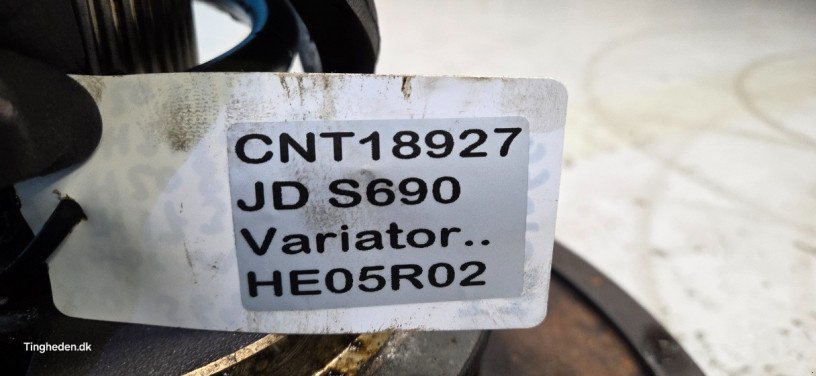 CNT18927
JD S690
Variator..
HE05R02
Tingheden.dk